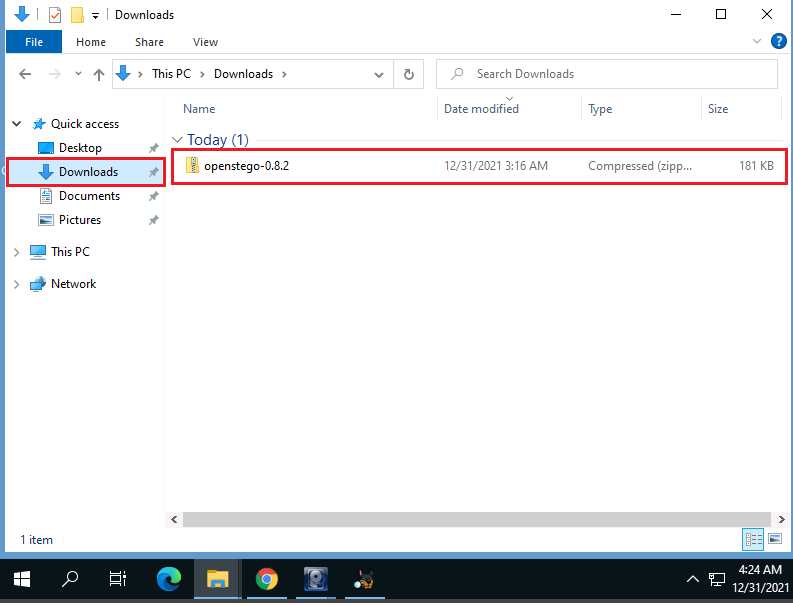 Downloads
File Home Share View
This PC Downloads Search Downloads
Name Date modified Type Size
Quick access
Today (1)
Desktop
Downloads openstego-0.8.2 12/31/2021 3:16 AM Compressed (zipp... 181 KB
Documents
Pictures
This PC
Network
1 item
4:24 AM
12/31/2021